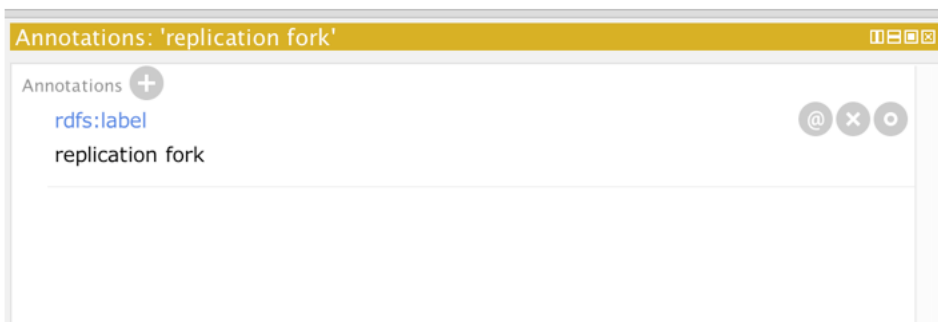 Annotations: 'replication fork'
Annotations
rdfs:label
replication fork